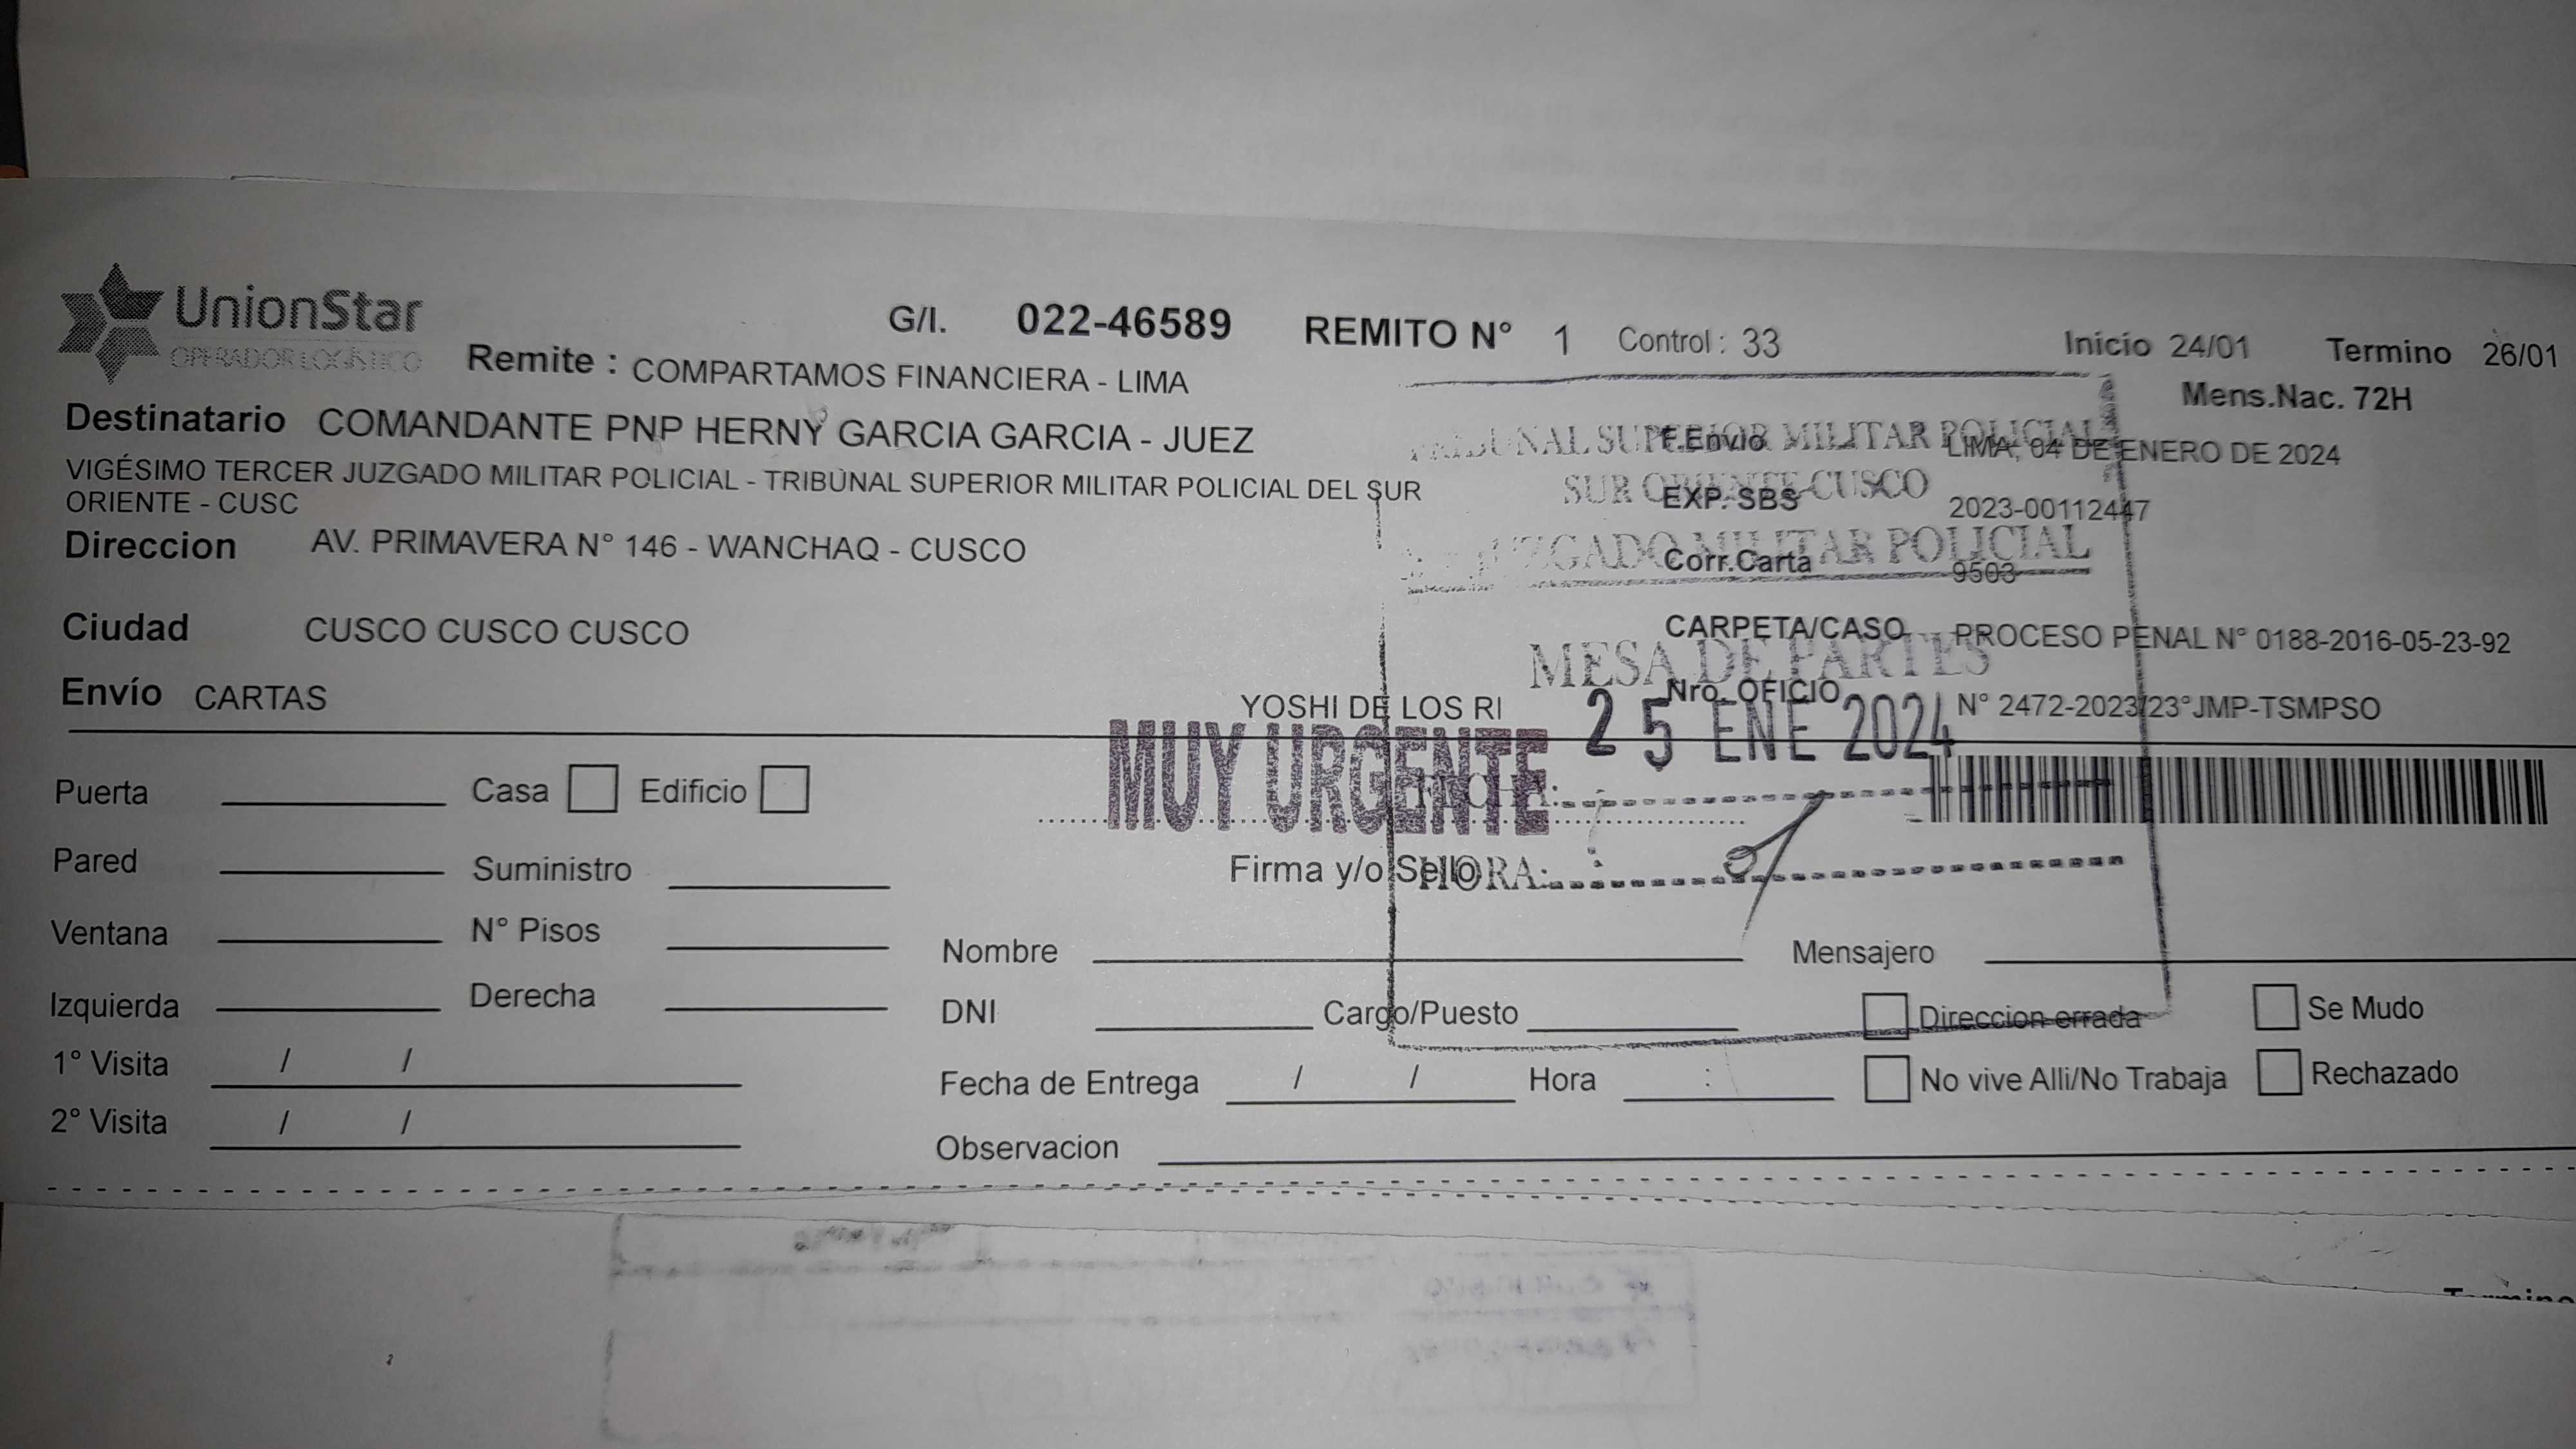 UnionStar
OPERADOR LOGÍSTICO
G/I. 022-46589 REMITO N° 1 Control : 33 Inicio 24/01 Termino 26/01
Remite : COMPARTAMOS FINANCIERA - LIMA
Mens.Nac. 72H
Destinatario COMANDANTE PNP HERNY GARCIA GARCIA - JUEZ
F.Envio LIMA, 04 DE ENERO DE 2024
VIGÉSIMO TERCER JUZGADO MILITAR POLICIAL - TRIBUNAL SUPERIOR MILITAR POLICIAL DEL SUR
ORIENTE - CUSC
EXP. SBS 2023-00112447
Direccion AV. PRIMAVERA N° 146 - WANCHAQ - CUSCO
Corr.Carta 9503
Ciudad CUSCO CUSCO CUSCO
CARPETA/CASO PROCESO PENAL N° 0188-2016-05-23-92
Envío CARTAS
YOSHI DE LOS RI
Nro. OFICIO N° 2472-2023/23°JMP-TSMPSO
TRIBUNAL SUPERIOR MILITAR POLICIAL
SUR ORIENTE-CUSCO
JUZGADO MILITAR POLICIAL
MESA DE PARTES
25 ENE 2024
FECHA:
HORA:
MUY URGENTE
Firma y/o Sello
Puerta Casa Edificio
Pared Suministro
Ventana N° Pisos
Izquierda Derecha
1° Visita / /
2° Visita / /
Nombre Mensajero
DNI Cargo/Puesto Direccion errada Se Mudo
Fecha de Entrega / / Hora : No vive Alli/No Trabaja Rechazado
Observacion
Termino